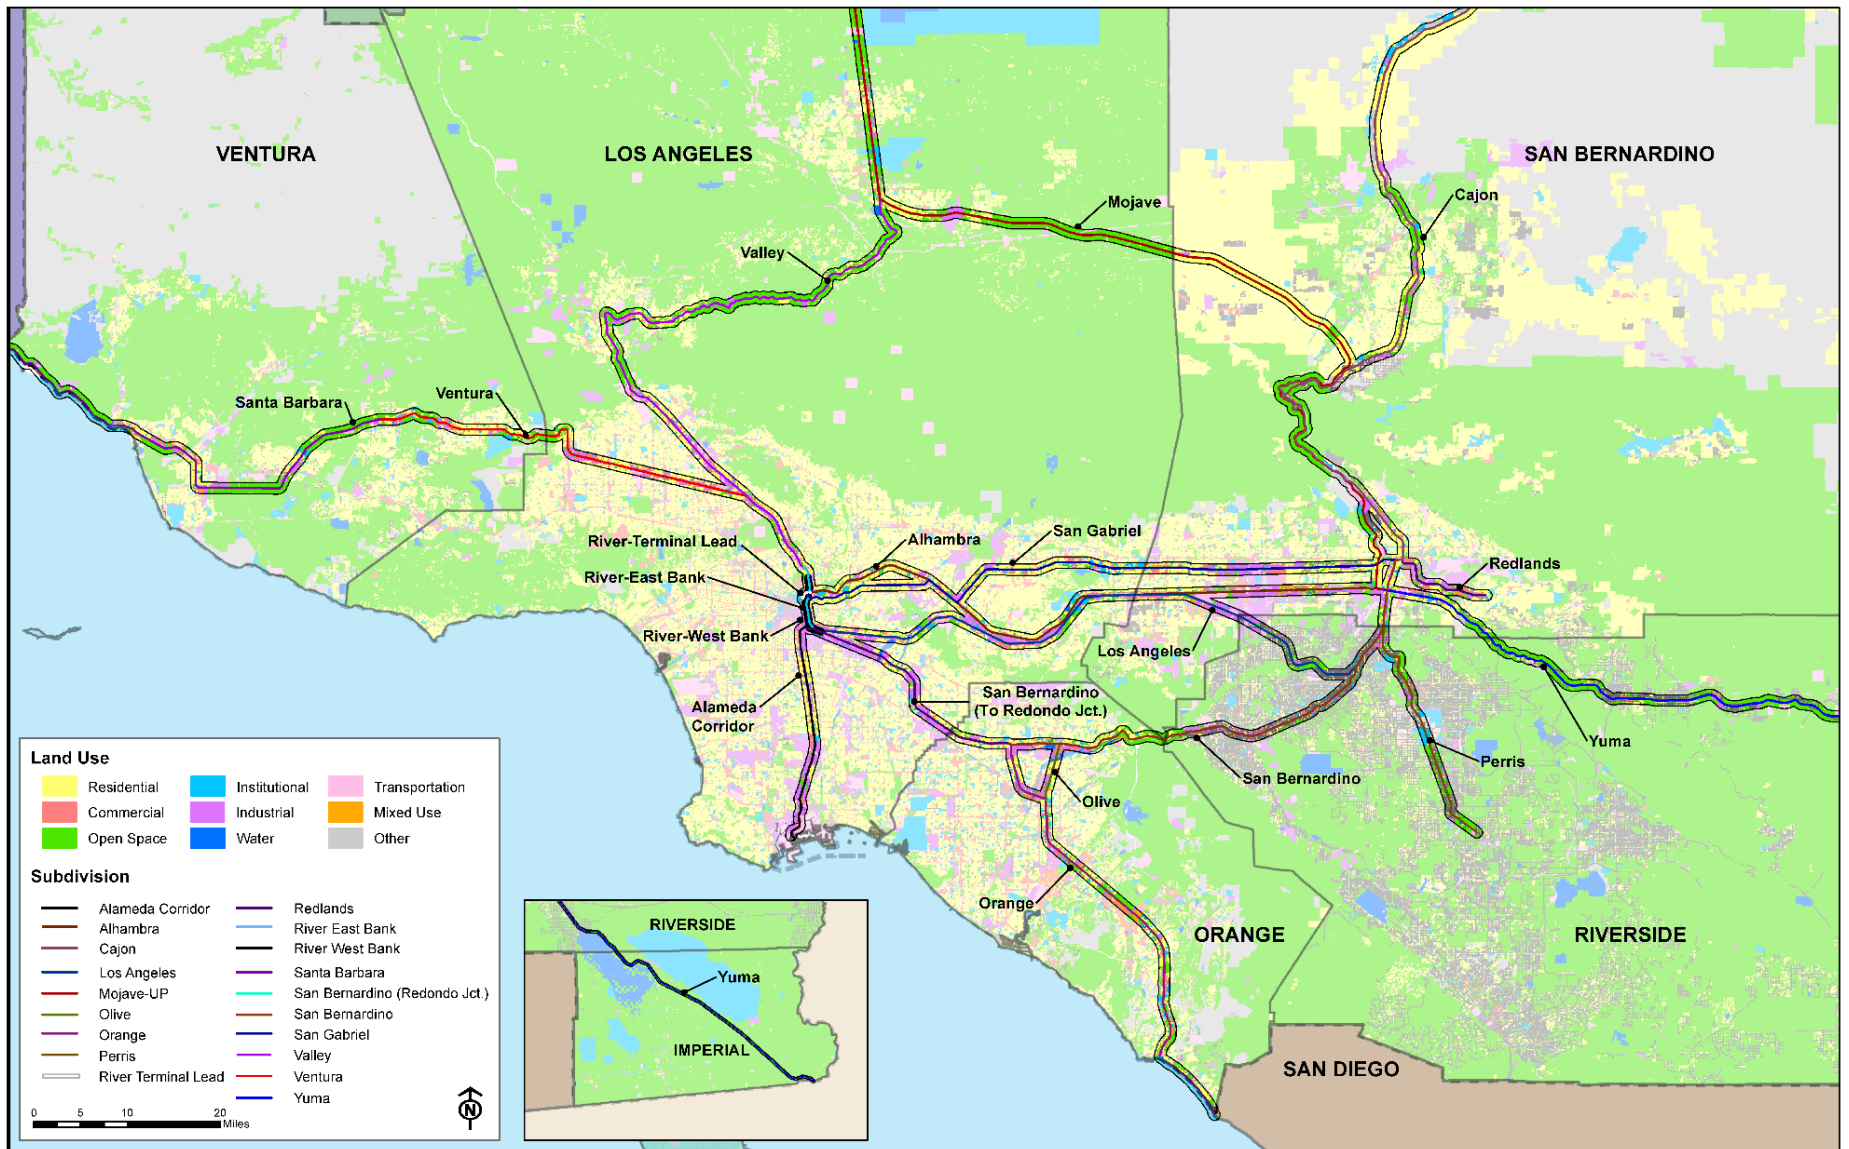 VENTURA
LOS ANGELES
SAN BERNARDINO
Mojave
Cajon
Valley
Santa Barbara
Ventura
River-Terminal Lead
Alhambra
San Gabriel
River-East Bank
Redlands
River-West Bank
Los Angeles
Alameda
Corridor
San Bernardino
(To Redondo Jct.)
Yuma
Perris
San Bernardino
Olive
Orange
ORANGE
RIVERSIDE
SAN DIEGO
Land Use
Residential
Institutional
Transportation
Commercial
Industrial
Mixed Use
Open Space
Water
Other
Subdivision
Alameda Corridor
Alhambra
Cajon
Los Angeles
Mojave-UP
Olive
Orange
Perris
River Terminal Lead
Redlands
River East Bank
River West Bank
Santa Barbara
San Bernardino (Redondo Jct.)
San Bernardino
San Gabriel
Valley
Ventura
Yuma
0 5 10 20
Miles
N
RIVERSIDE
Yuma
IMPERIAL